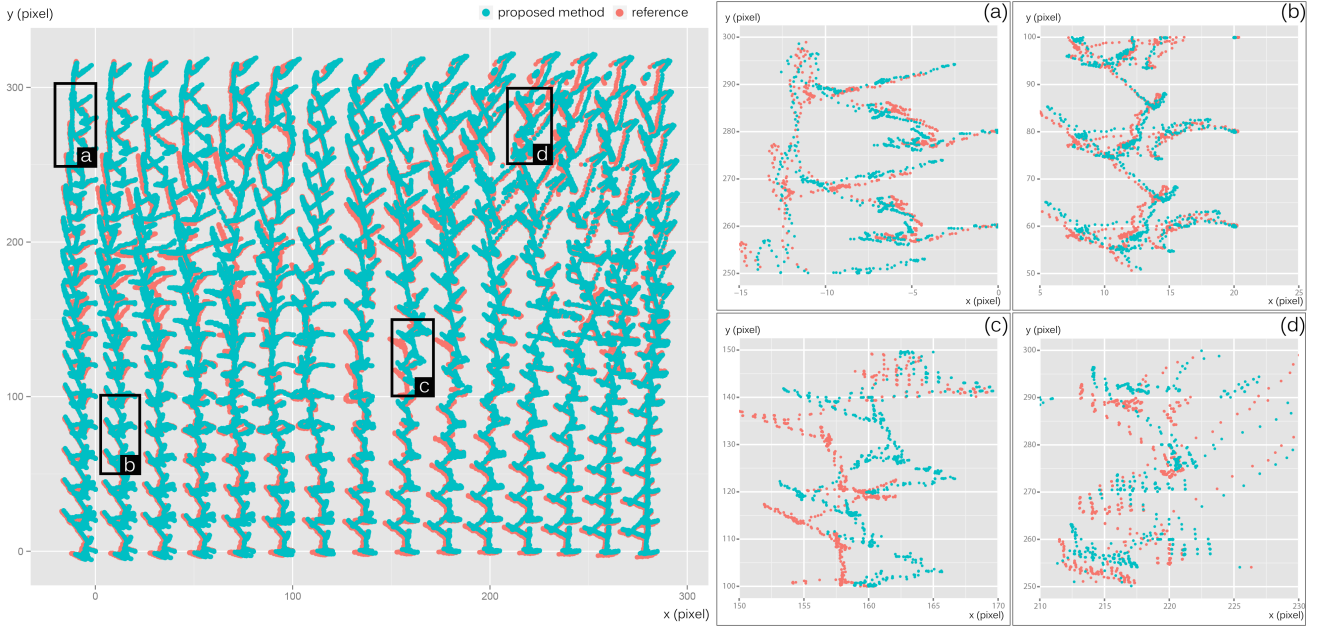 y (pixel)
proposed method reference
300
200
100
0
0 100 200 300
x (pixel)
a
b
c
d
(a)
y (pixel)
300
290
280
270
260
250
−15 −10 −5 0
x (pixel)
(b)
y (pixel)
100
90
80
70
60
50
5 10 15 20 25
x (pixel)
(c)
y (pixel)
150
140
130
120
110
100
150 155 160 165 170
x (pixel)
(d)
y (pixel)
300
290
280
270
260
250
210 215 220 225 230
x (pixel)